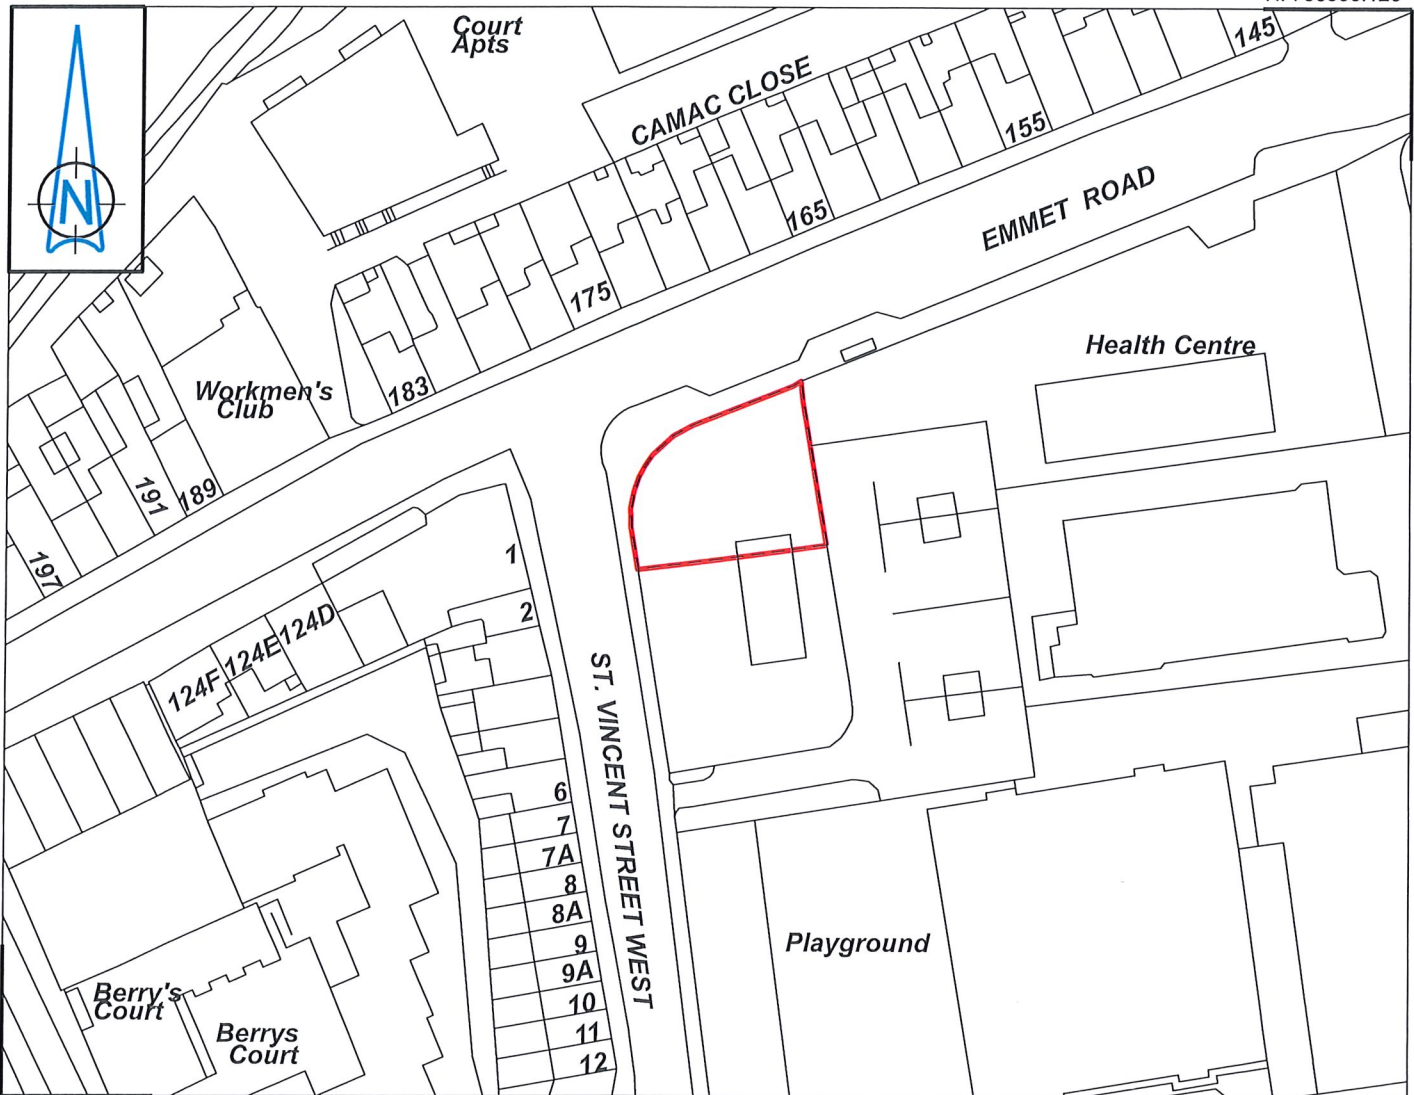 N
Court
Apts
CAMAC CLOSE
145
155
165
175
183
EMMET ROAD
Health Centre
Workmen's
Club
189
191
197
1
2
124D
124E
124F
ST. VINCENT STREET WEST
6
7
7A
8
8A
9
9A
10
11
12
Playground
Berry's
Court
Berrys
Court